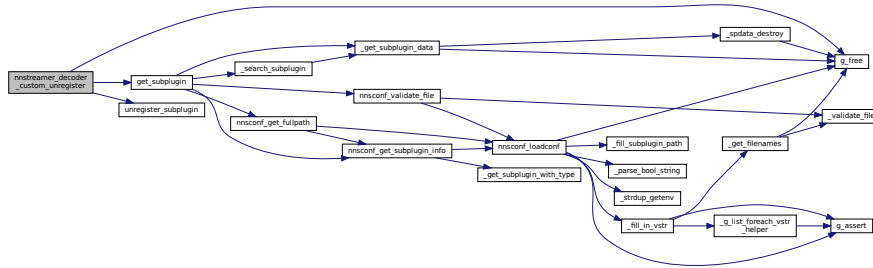 nnstreamer_decoder
_custom_unregister
get_subplugin
unregister_subplugin
_search_subplugin
nnsconf_get_fullpath
_get_subplugin_data
nnsconf_validate_file
nnsconf_get_subplugin_info
nnsconf_loadconf
_get_subplugin_with_type
_fill_subplugin_path
_parse_bool_string
_strdup_getenv
_fill_in_vstr
_spdata_destroy
_get_filenames
_g_list_foreach_vstr
_helper
g_free
_validate_file
g_assert